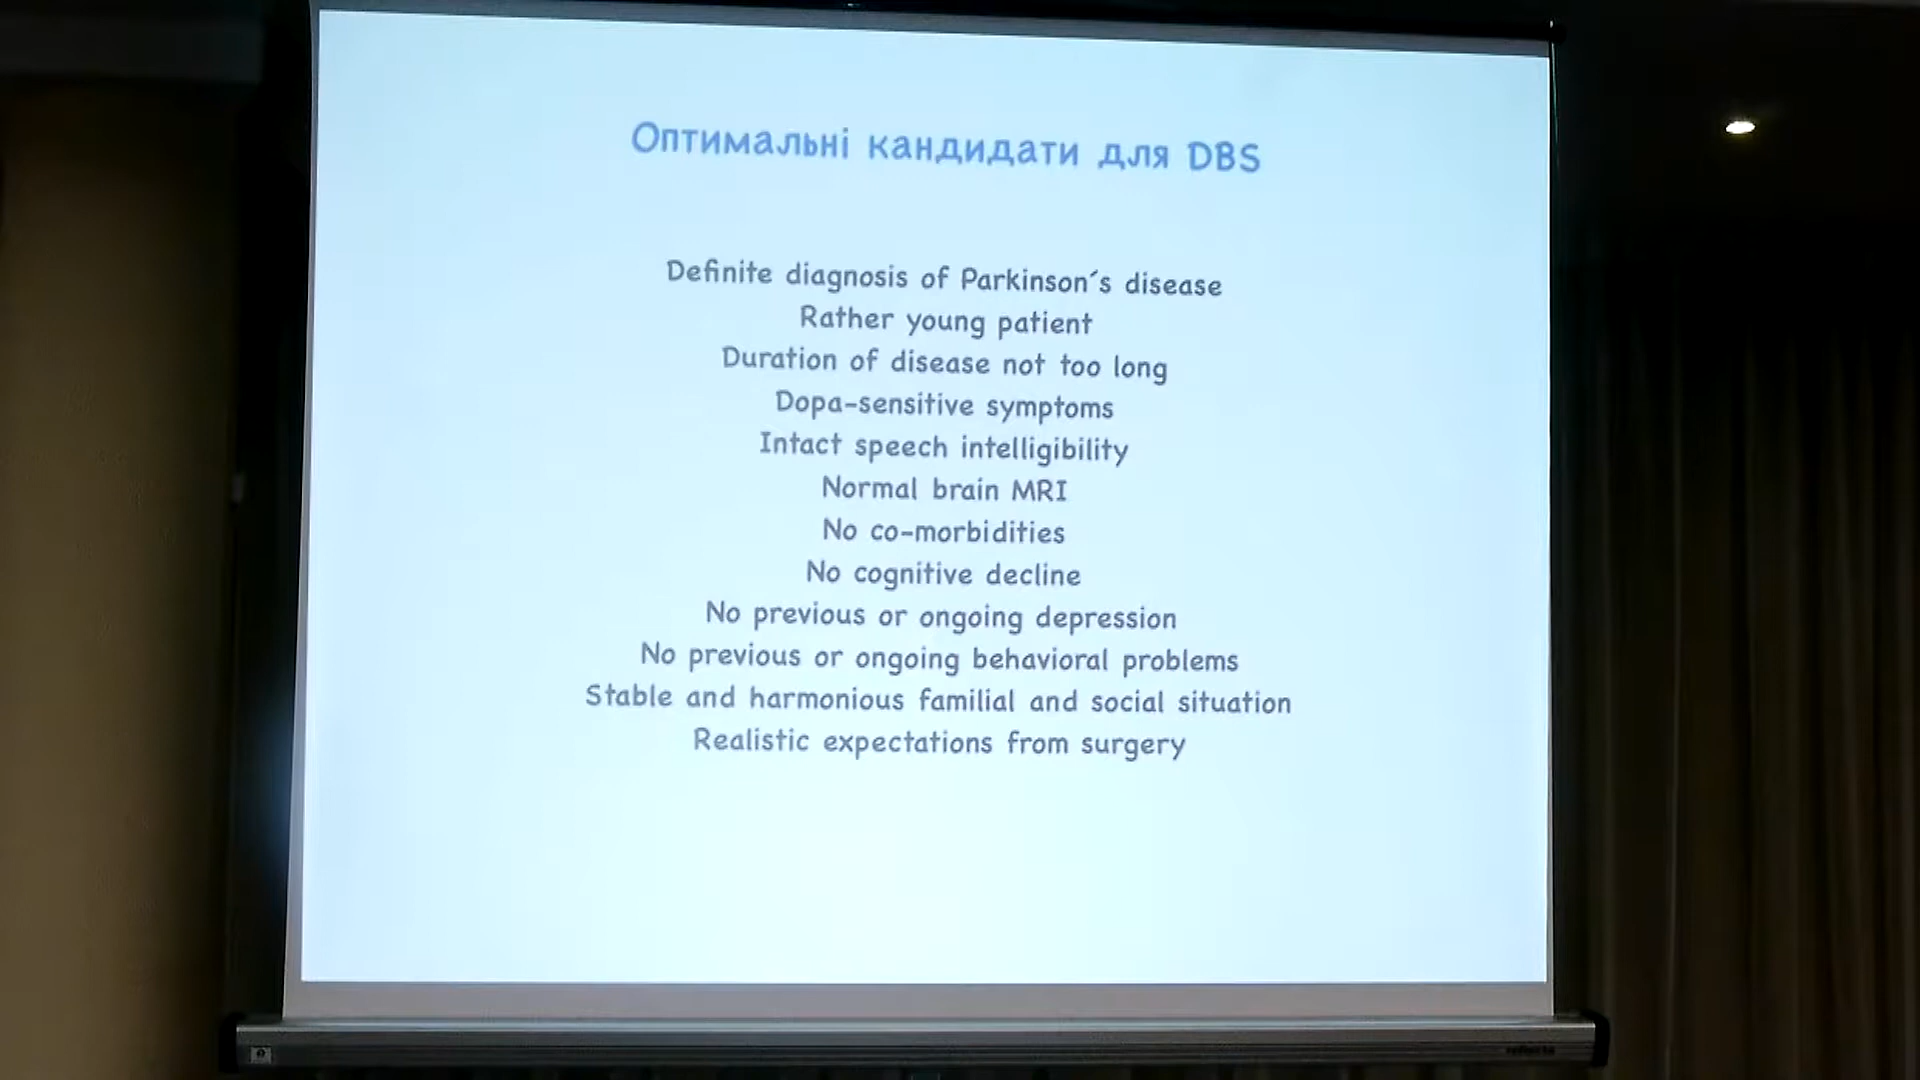 Оптимальні кандидати для DBS
Definite diagnosis of Parkinson´s disease
Rather young patient
Duration of disease not too long
Dopa-sensitive symptoms
Intact speech intelligibility
Normal brain MRI
No co-morbidities
No cognitive decline
No previous or ongoing depression
No previous or ongoing behavioral problems
Stable and harmonious familial and social situation
Realistic expectations from surgery